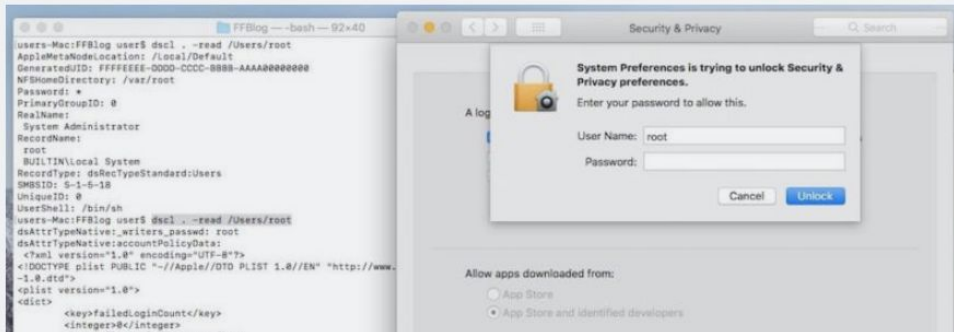 FFBlog — -bash — 92×40
users-Mac:FFBlog user$ dscl . -read /Users/root
AppleMetaNodeLocation: /Local/Default
GeneratedUID: FFFFEEEE-DDDD-CCCC-BBBB-AAAA00000000
NFSHomeDirectory: /var/root
Password: *
PrimaryGroupID: 0
RealName:
System Administrator
RecordName:
root
BUILTIN\Local System
RecordType: dsRecTypeStandard:Users
SMBSID: S-1-5-18
UniqueID: 0
UserShell: /bin/sh
users-Mac:FFBlog user$ dscl . -read /Users/root
dsAttrTypeNative:_writers_passwd: root
dsAttrTypeNative:accountPolicyData:
<?xml version="1.0" encoding="UTF-8"?>
<!DOCTYPE plist PUBLIC "-//Apple//DTD PLIST 1.0//EN" "http://www.
-1.0.dtd">
<plist version="1.0">
<dict>
<key>failedLoginCount</key>
<integer>0</integer>
Security & Privacy
Search
System Preferences is trying to unlock Security &
Privacy preferences.
Enter your password to allow this.
A log
User Name: root
Password:
Cancel Unlock
Allow apps downloaded from:
App Store
App Store and identified developers